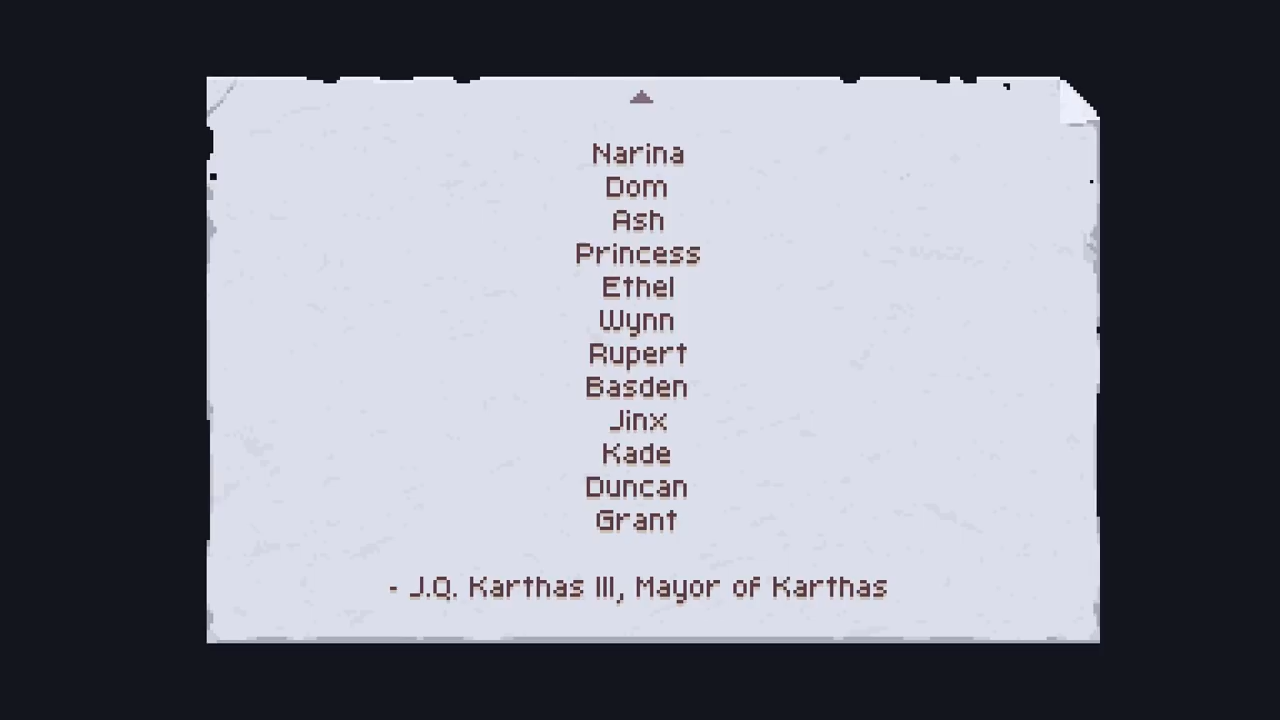 Narina
Dom
Ash
Princess
Ethel
Wynn
Rupert
Basden
Jinx
Kade
Duncan
Grant
- J.Q. Karthas III, Mayor of Karthas